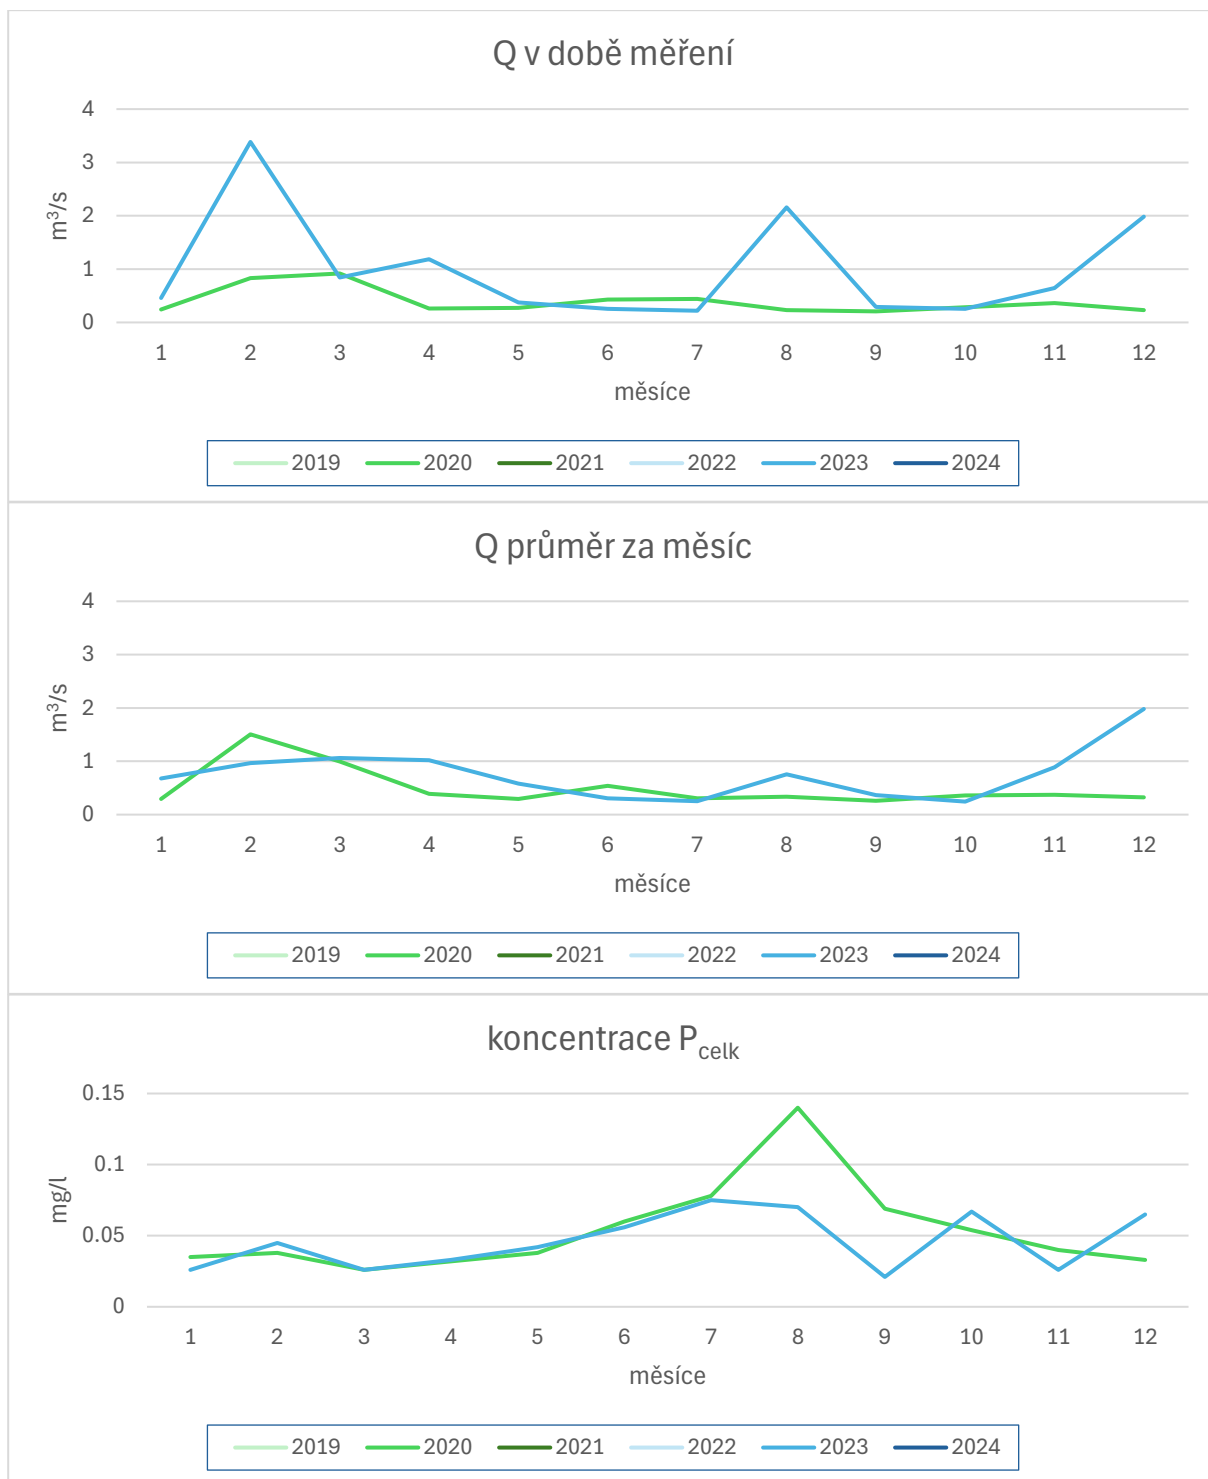 Q v době měření
4
3
2
1
0
m³/s
1 2 3 4 5 6 7 8 9 10 11 12
měsíce
2019 2020 2021 2022 2023 2024
Q průměr za měsíc
4
3
2
1
0
m³/s
1 2 3 4 5 6 7 8 9 10 11 12
měsíce
2019 2020 2021 2022 2023 2024
koncentrace P_celk
0.15
0.1
0.05
0
mg/l
1 2 3 4 5 6 7 8 9 10 11 12
měsíce
2019 2020 2021 2022 2023 2024